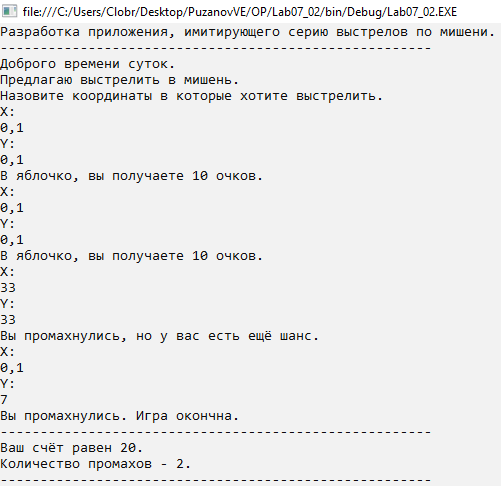 file:///C:/Users/Clobr/Desktop/PuzanovVE/OP/Lab07_02/bin/Debug/Lab07_02.EXE
Разработка приложения, имитирующего серию выстрелов по мишени.
------------------------------------------------------
Доброго времени суток.
Предлагаю выстрелить в мишень.
Назовите координаты в которые хотите выстрелить.
X:
0,1
Y:
0,1
В яблочко, вы получаете 10 очков.
X:
0,1
Y:
0,1
В яблочко, вы получаете 10 очков.
X:
33
Y:
33
Вы промахнулись, но у вас есть ещё шанс.
X:
0,1
Y:
7
Вы промахнулись. Игра окончна.
------------------------------------------------------
Ваш счёт равен 20.
Количество промахов - 2.
------------------------------------------------------